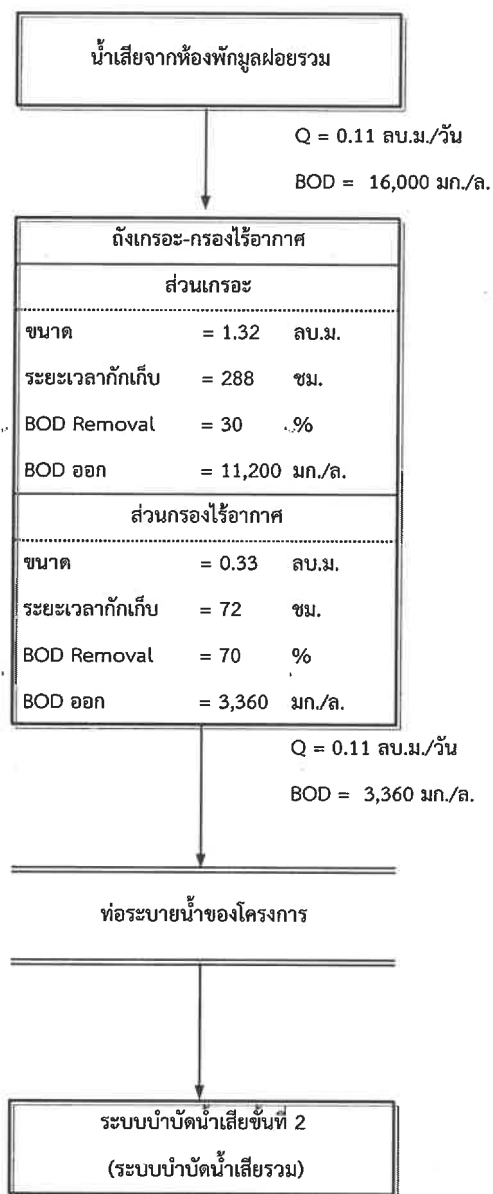 น้ำเสียจากห้องพักมูลฝอยรวม
Q = 0.11 ลบ.ม./วัน
BOD = 16,000 มก./ล.
ถังเกรอะ-กรองไร้อากาศ
ส่วนเกรอะ
ขนาด = 1.32 ลบ.ม.
ระยะเวลากักเก็บ = 288 ชม.
BOD Removal = 30 %
BOD ออก = 11,200 มก./ล.
ส่วนกรองไร้อากาศ
ขนาด = 0.33 ลบ.ม.
ระยะเวลากักเก็บ = 72 ชม.
BOD Removal = 70 %
BOD ออก = 3,360 มก./ล.
Q = 0.11 ลบ.ม./วัน
BOD = 3,360 มก./ล.
ท่อระบายน้ำของโครงการ
ระบบบำบัดน้ำเสียขั้นที่ 2
(ระบบบำบัดน้ำเสียรวม)